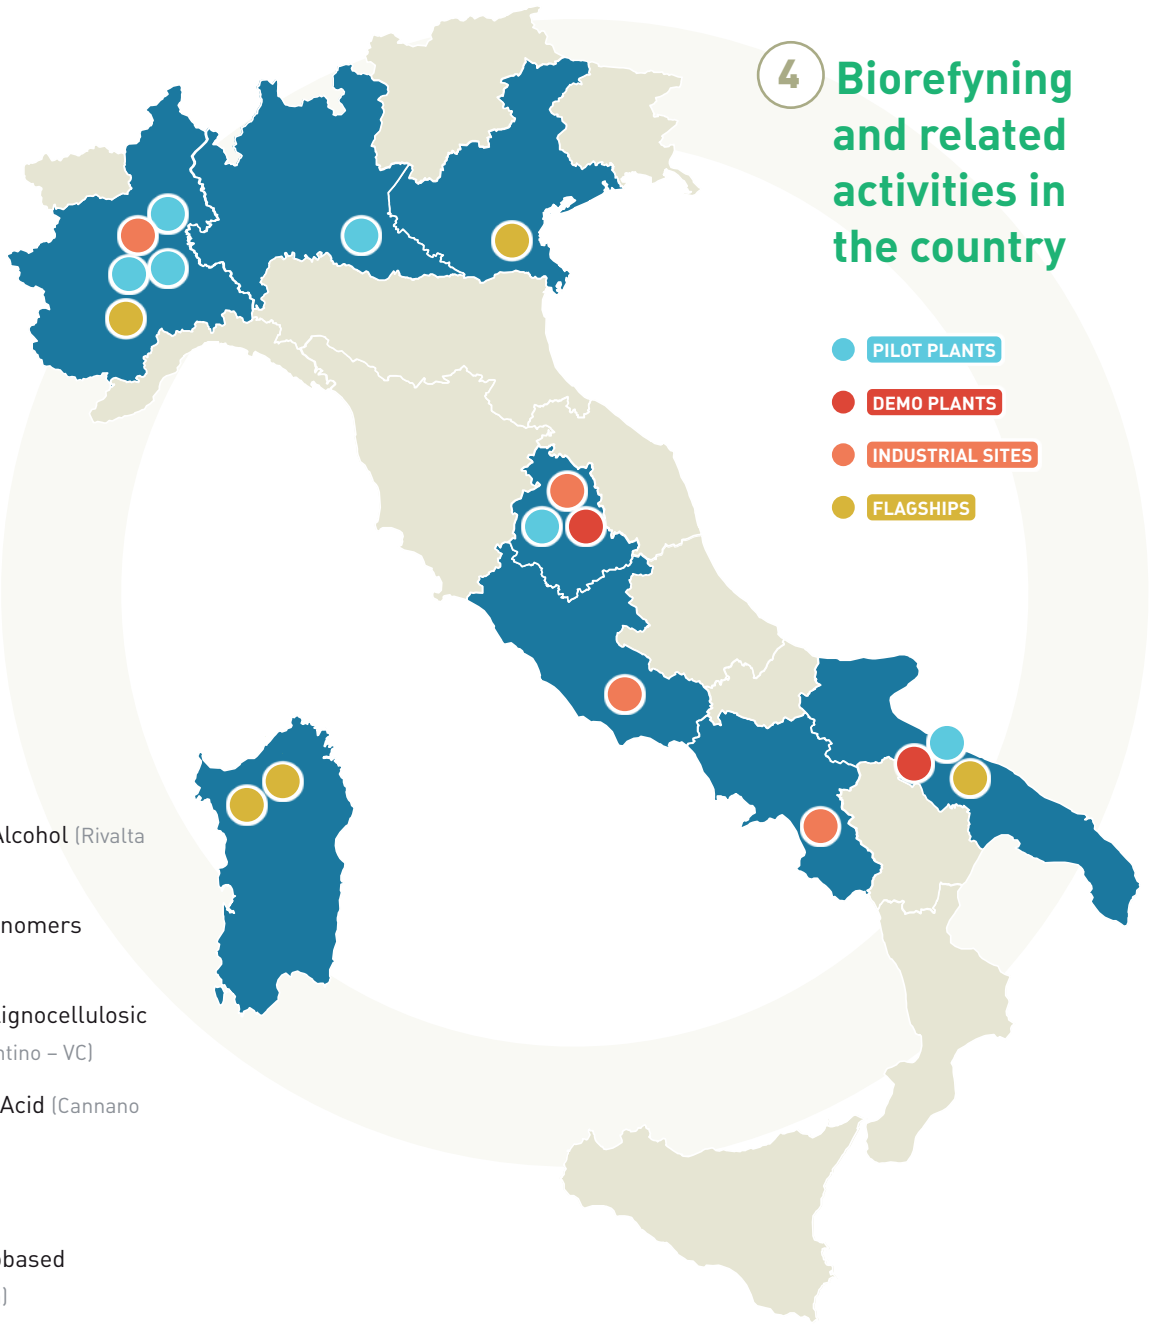 4 Biorefyning
and related
activities in
the country
PILOT PLANTS
DEMO PLANTS
INDUSTRIAL SITES
FLAGSHIPS
Alcohol (Rivalta
nomers
ignocellulosic
ntino – VC)
Acid (Cannano
based
)